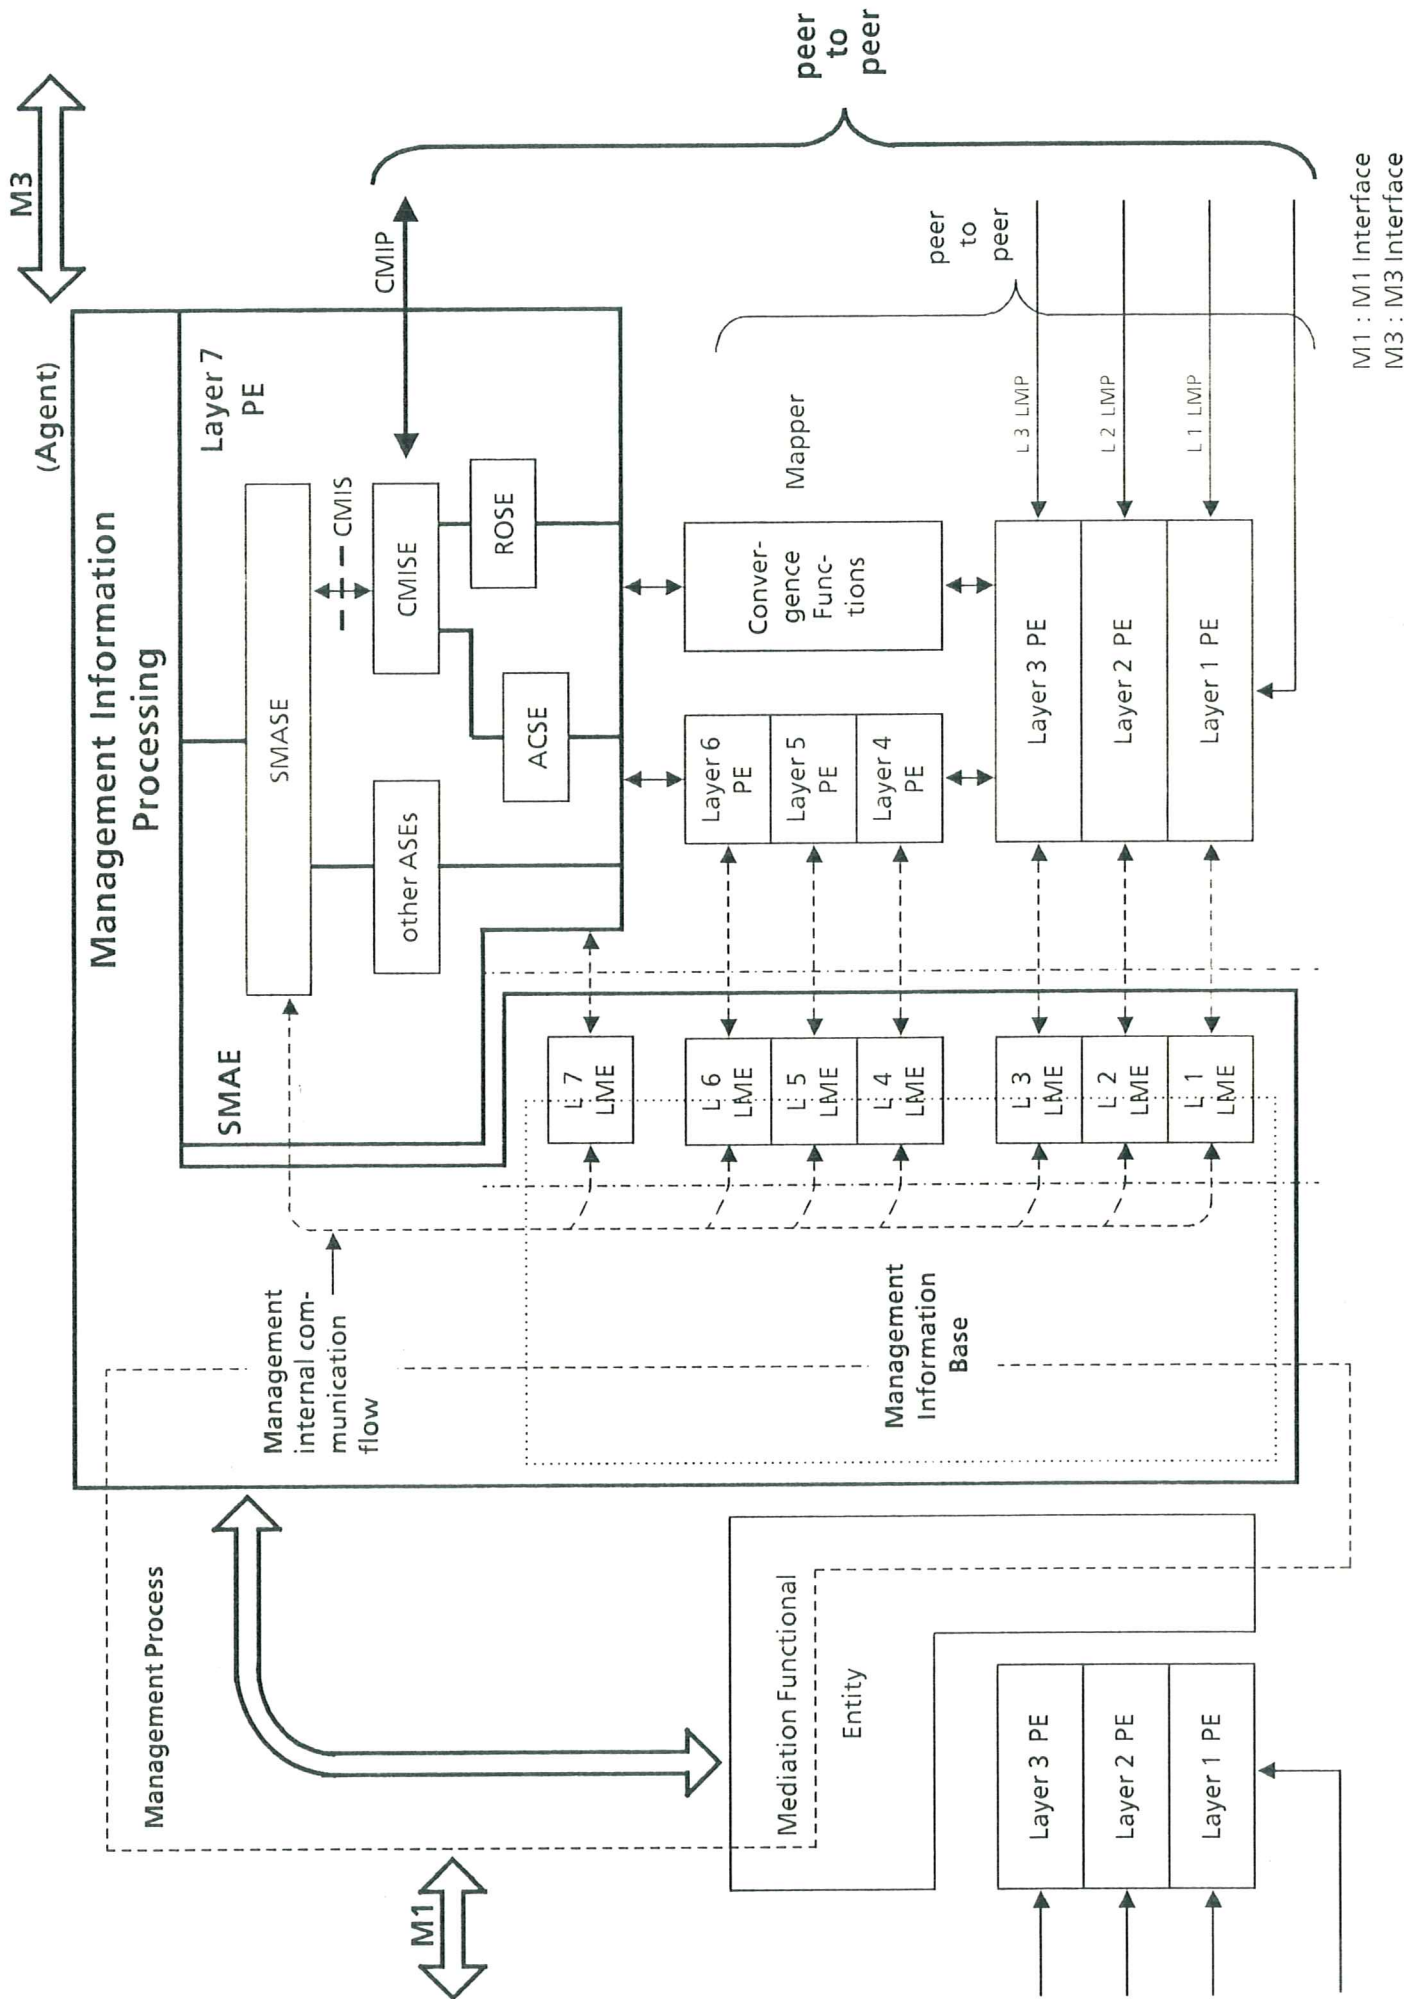 M3
(Agent)
Management Information
Processing
Layer 7
PE
SMASE
SMAE
CMIS
CMISE
CMIP
ROSE
ACSE
other ASEs
peer
to
peer
Mapper
peer
to
peer
Conver-
gence
Func-
tions
Layer 6
PE
Layer 5
PE
Layer 4
PE
L 3 LMP
L 2 LMP
L 1 LMP
Layer 3 PE
Layer 2 PE
Layer 1 PE
L 7
LME
L 6
LME
L 5
LME
L 4
LME
L 3
LME
L 2
LME
L 1
LME
Management
internal com-
munication
flow
Management
Information
Base
Management Process
M1
Mediation Functional
Entity
Layer 3 PE
Layer 2 PE
Layer 1 PE
M1 : M1 Interface
M3 : M3 Interface